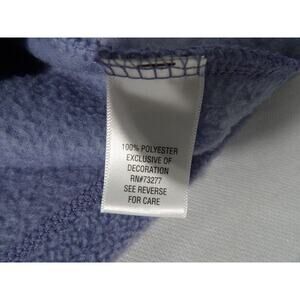 100% POLYESTER
EXCLUSIVE OF
DECORATION
RN#73277
SEE REVERSE
FOR CARE